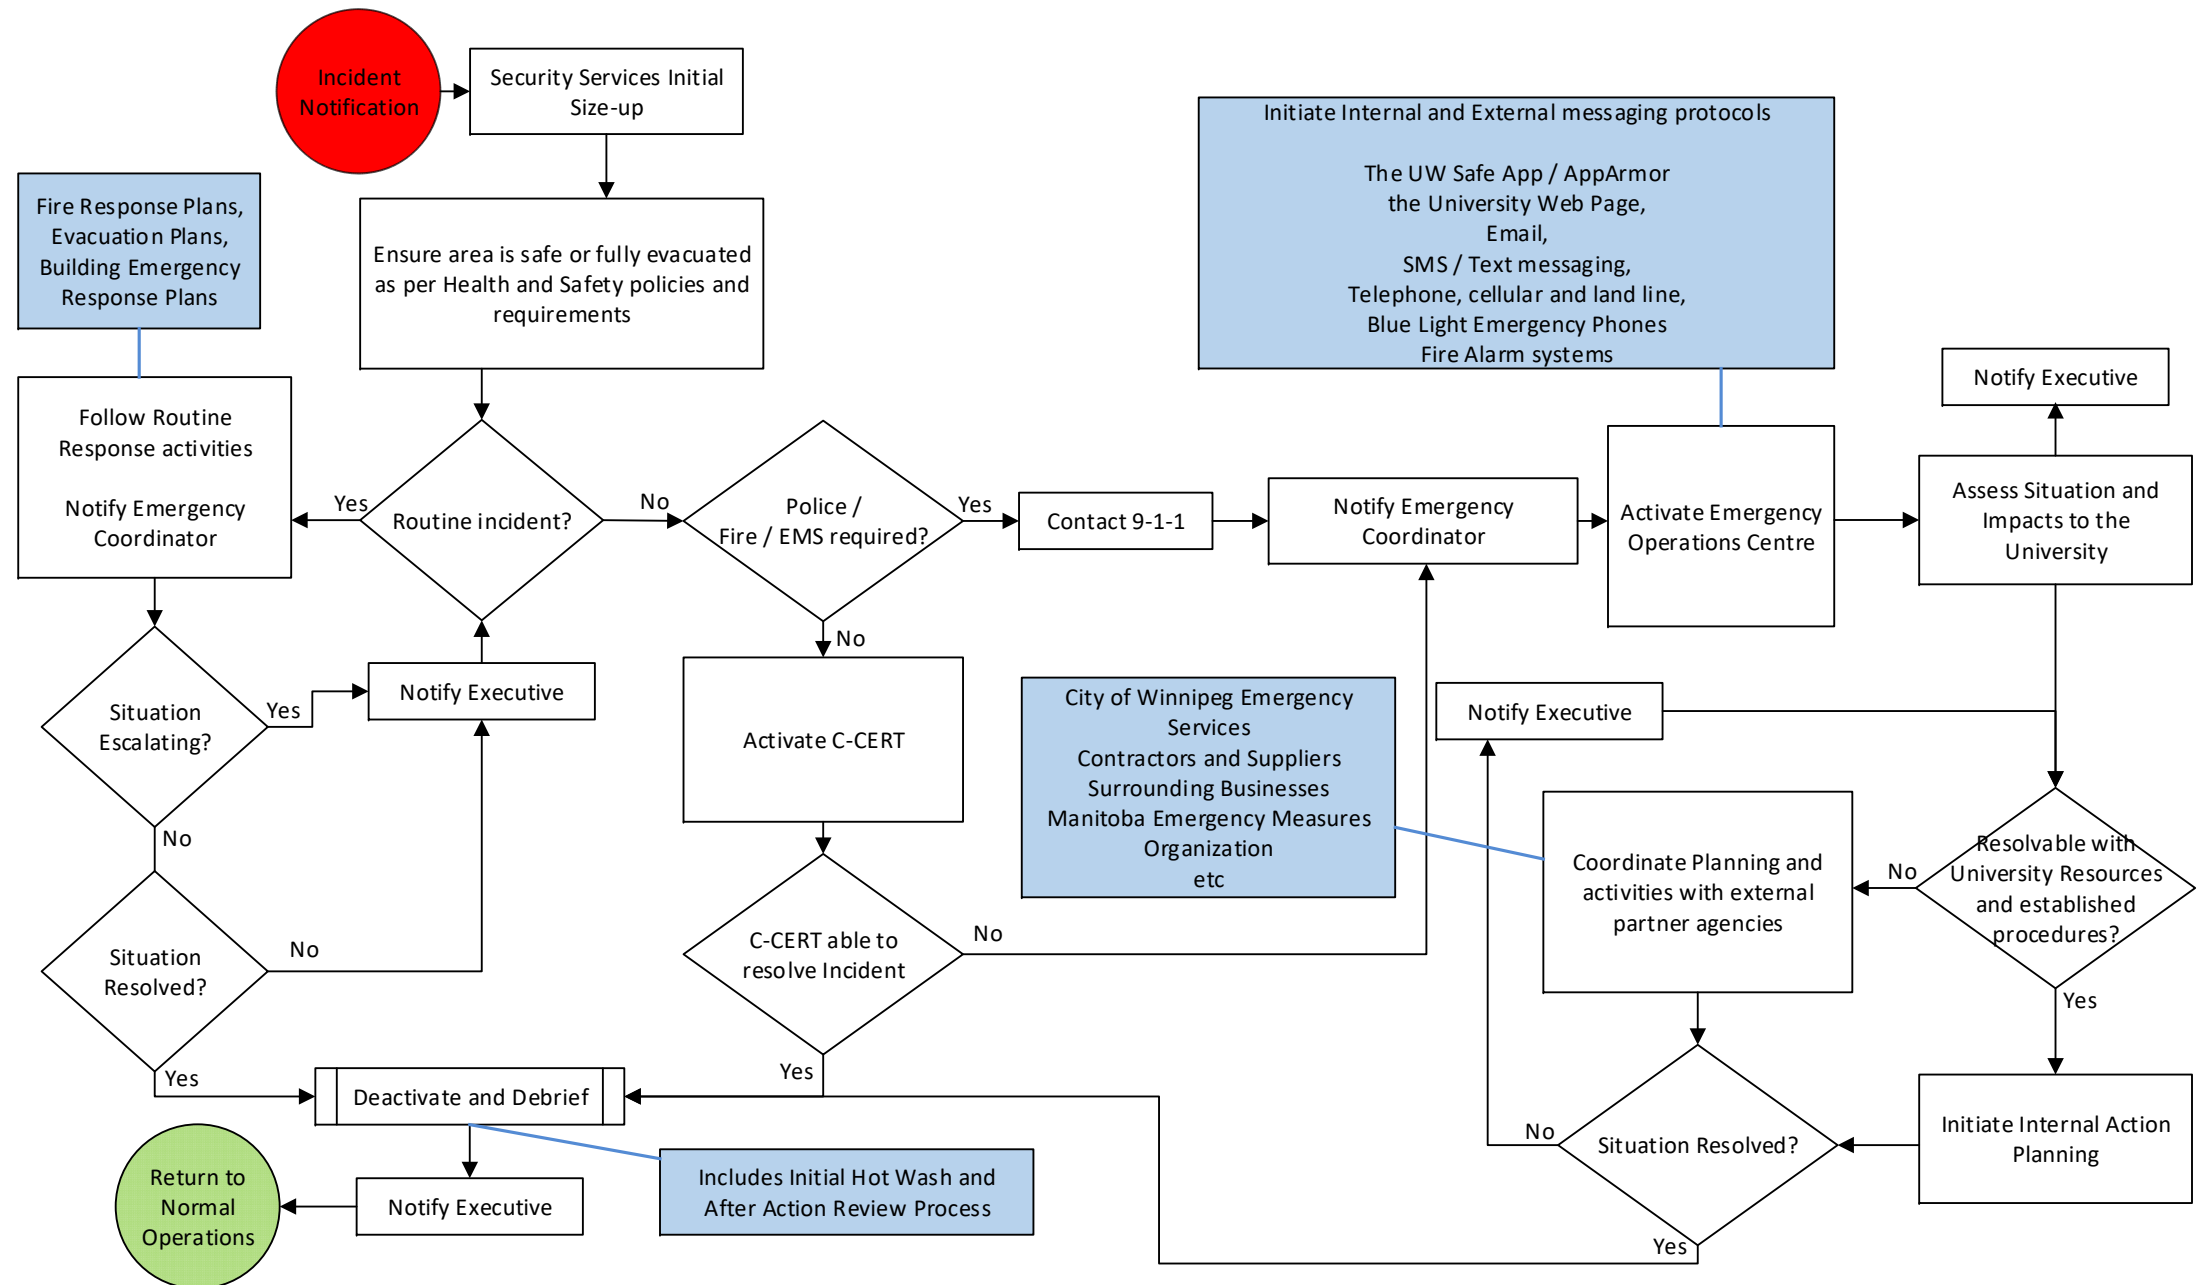 Incident
Notification
Security Services Initial
Size-up
Initiate Internal and External messaging protocols
The UW Safe App / AppArmor
the University Web Page,
Email,
SMS / Text messaging,
Telephone, cellular and land line,
Blue Light Emergency Phones
Fire Alarm systems
Fire Response Plans,
Evacuation Plans,
Building Emergency
Response Plans
Ensure area is safe or fully evacuated
as per Health and Safety policies and
requirements
Notify Executive
Follow Routine
Response activities
Notify Emergency
Coordinator
Yes
Routine incident?
No
Police /
Fire / EMS required?
Yes
Contact 9-1-1
Notify Emergency
Coordinator
Activate Emergency
Operations Centre
Assess Situation and
Impacts to the
University
No
Situation
Escalating?
Yes
Notify Executive
No
Activate C-CERT
City of Winnipeg Emergency
Services
Contractors and Suppliers
Surrounding Businesses
Manitoba Emergency Measures
Organization
etc
Notify Executive
Coordinate Planning and
activities with external
partner agencies
No
Resolvable with
University Resources
and established
procedures?
Yes
Situation
Resolved?
No
C-CERT able to
resolve Incident
No
Yes
Yes
Deactivate and Debrief
No
Situation Resolved?
Initiate Internal Action
Planning
Return to
Normal
Operations
Notify Executive
Includes Initial Hot Wash and
After Action Review Process
Yes